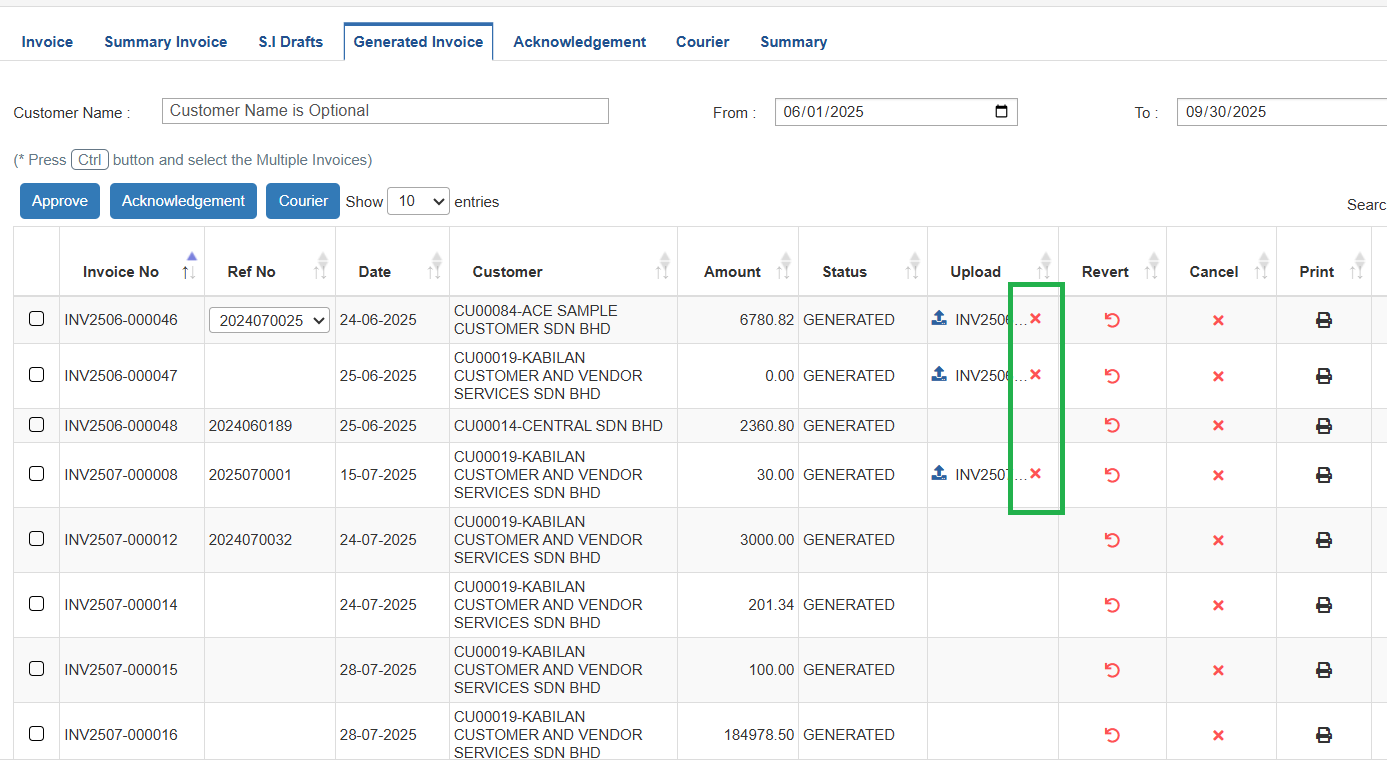 Invoice Summary Invoice S.I Drafts Generated Invoice Acknowledgement Courier Summary
Customer Name : Customer Name is Optional From : 06/01/2025 To : 09/30/2025
(* Press Ctrl button and select the Multiple Invoices)
Approve Acknowledgement Courier Show 10 entries
Searc
Invoice No Ref No Date Customer Amount Status Upload Revert Cancel Print
INV2506-000046 2024070025 24-06-2025 CU00084-ACE SAMPLE CUSTOMER SDN BHD 6780.82 GENERATED INV2506...
INV2506-000047 25-06-2025 CU00019-KABILAN CUSTOMER AND VENDOR SERVICES SDN BHD 0.00 GENERATED INV2506...
INV2506-000048 2024060189 25-06-2025 CU00014-CENTRAL SDN BHD 2360.80 GENERATED
INV2507-000008 2025070001 15-07-2025 CU00019-KABILAN CUSTOMER AND VENDOR SERVICES SDN BHD 30.00 GENERATED INV2507...
INV2507-000012 2024070032 24-07-2025 CU00019-KABILAN CUSTOMER AND VENDOR SERVICES SDN BHD 3000.00 GENERATED
INV2507-000014 24-07-2025 CU00019-KABILAN CUSTOMER AND VENDOR SERVICES SDN BHD 201.34 GENERATED
INV2507-000015 28-07-2025 CU00019-KABILAN CUSTOMER AND VENDOR SERVICES SDN BHD 100.00 GENERATED
INV2507-000016 28-07-2025 CU00019-KABILAN CUSTOMER AND VENDOR SERVICES SDN BHD 184978.50 GENERATED